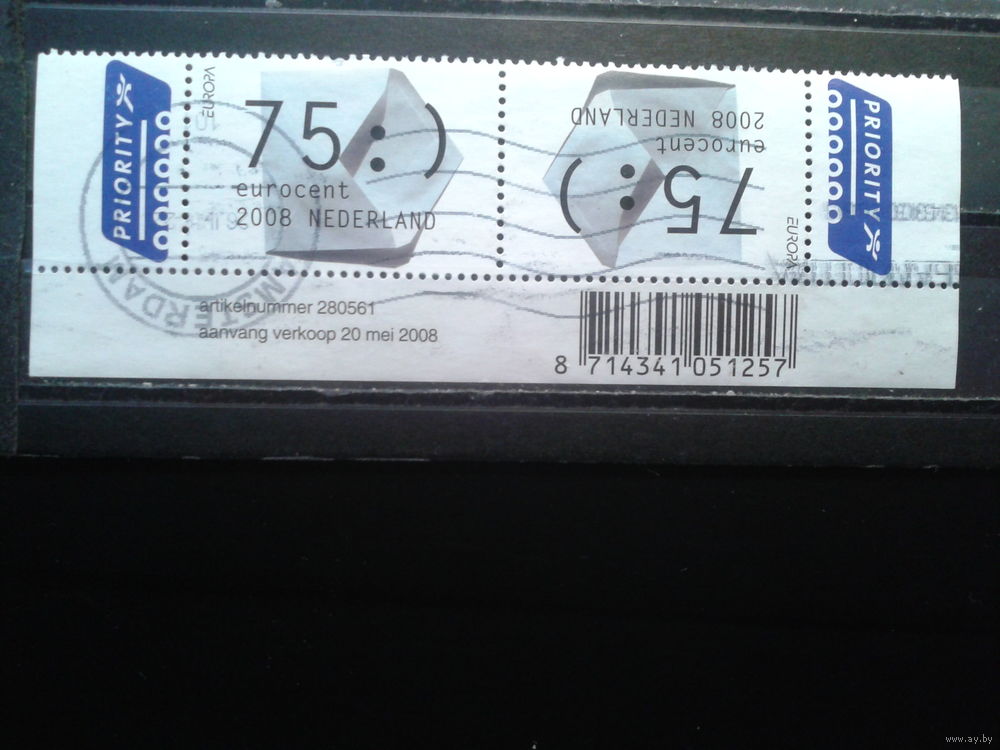 PRIORITY
EUROPA
75:)
eurocent
2008 NEDERLAND
2008 NEDERLAND
eurocent
75:)
EUROPA
PRIORITY
artikelnummer 280561
aanvang verkoop 20 mei 2008
8 714341 051257
www.ay.by